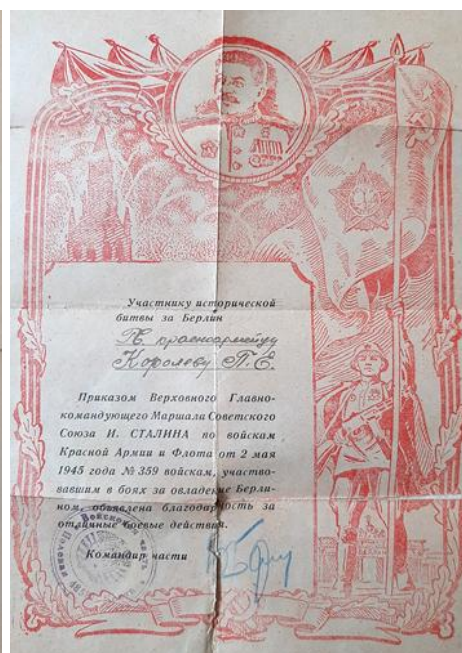 Участнику исторической
битвы за Берлин
Гв. красноармейцу
Королеву П. Е.
Приказом Верховного Главно-
командующего Маршала Советского
Союза И. СТАЛИНА по войскам
Красной Армии и Флота от 2 мая
1945 года № 359 войскам, участво-
вавшим в боях за овладение Берли-
ном, объявлена благодарность за
отличные боевые действия.
Командир части